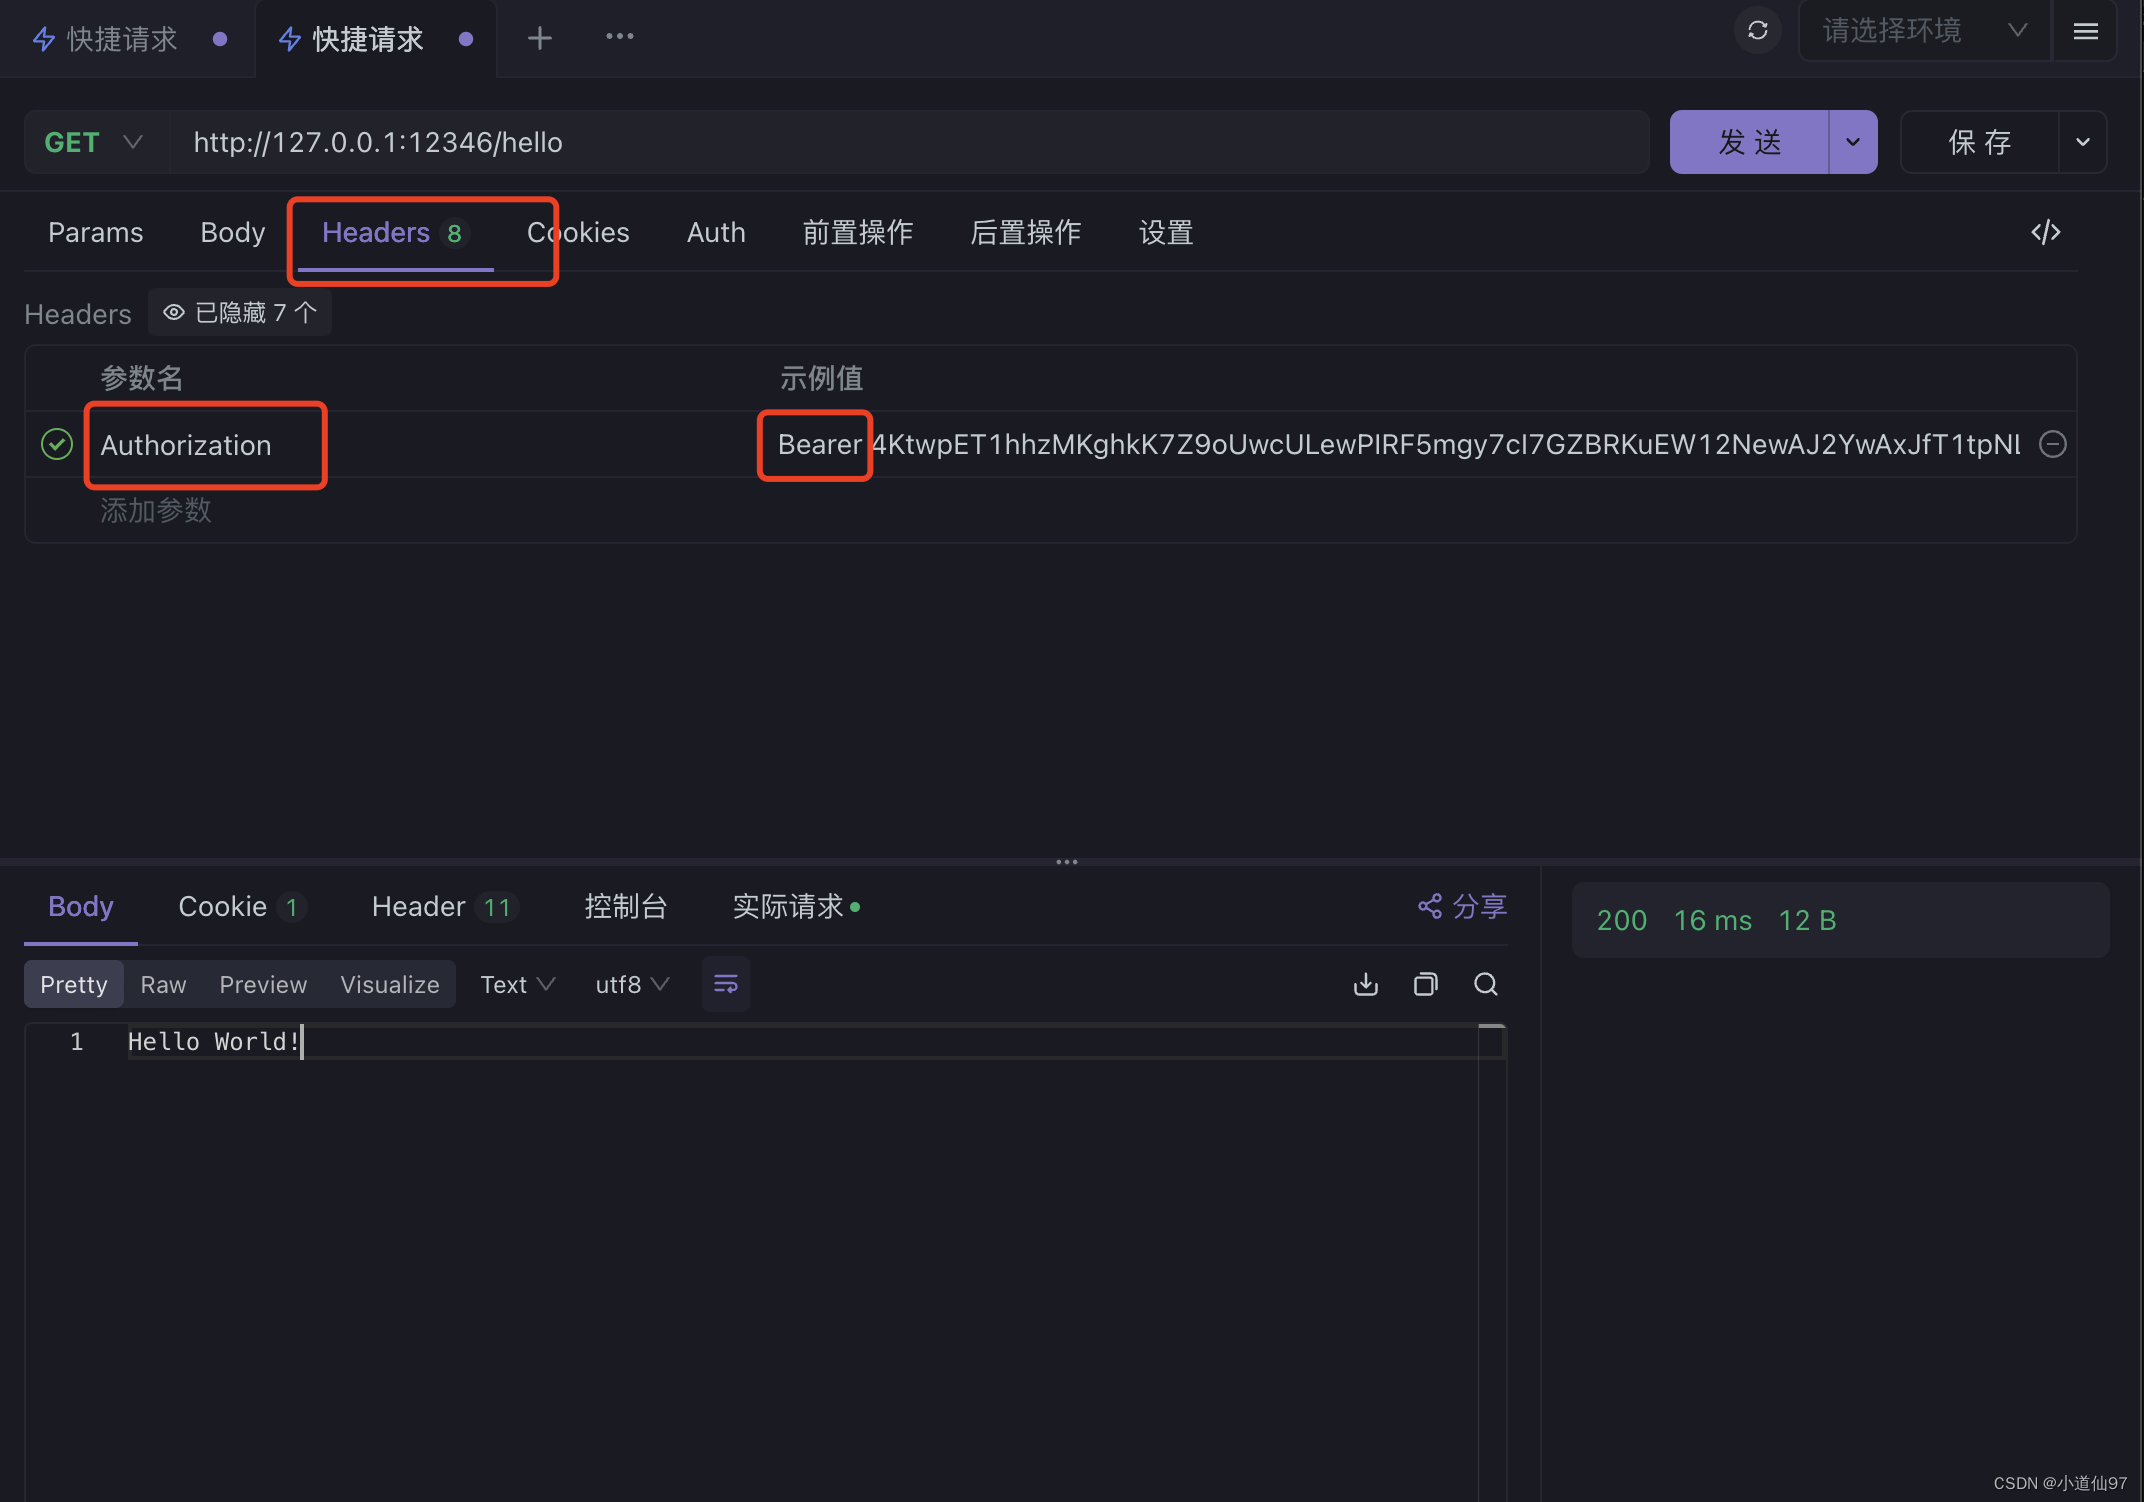 快捷请求 快捷请求 请选择环境
GET http://127.0.0.1:12346/hello 发 送 保 存
Params Body Headers 8 Cookies Auth 前置操作 后置操作 设置
Headers 已隐藏 7 个
参数名 示例值
Authorization Bearer 4KtwpET1hhzMKghkK7Z9oUwcULewPIRF5mgy7cI7GZBRKuEW12NewAJ2YwAxJfT1tpNl
添加参数
Body Cookie 1 Header 11 控制台 实际请求 分享 200 16 ms 12 B
Pretty Raw Preview Visualize Text utf8
1 Hello World!
CSDN @小道仙97